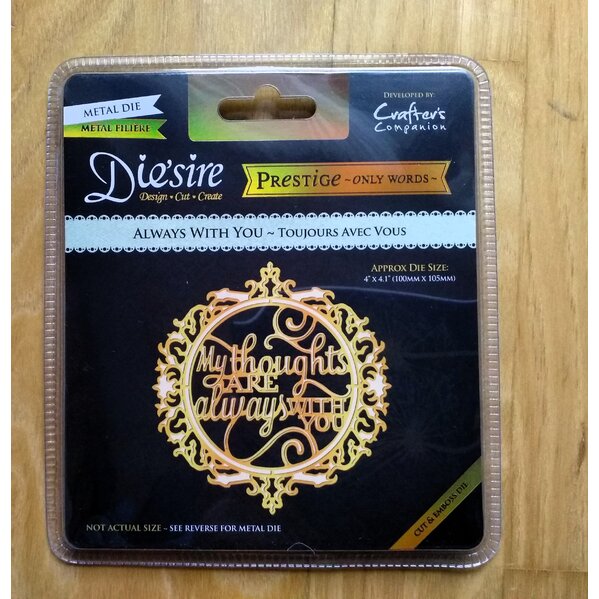 METAL DIE
METAL FILIÈRE
DEVELOPED BY:
Crafter's
Companion
Die'sire
Design • Cut • Create
PRESTIGE ~ONLY WORDS~
ALWAYS WITH YOU ~ TOUJOURS AVEC VOUS
APPROX DIE SIZE:
4" X 4.1" (100MM X 105MM)
My thoughts
ARE
always WITH
YOU
NOT ACTUAL SIZE ~ SEE REVERSE FOR METAL DIE
CUT & EMBOSS DIE